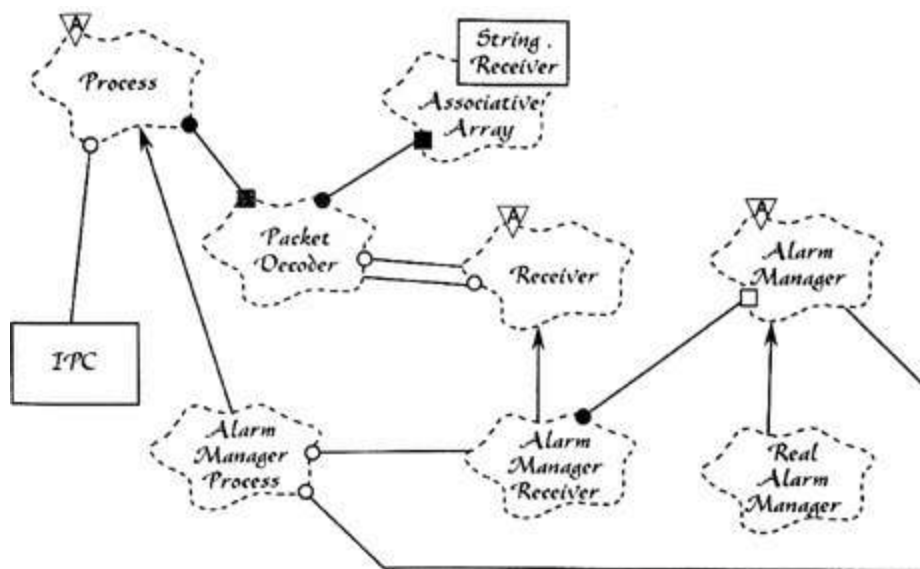 A
Process
String .
Receiver
Associative
Array
Packet
Decoder
A
Receiver
A
Alarm
Manager
IPC
Alarm
Manager
Process
Alarm
Manager
Receiver
Real
Alarm
Manager